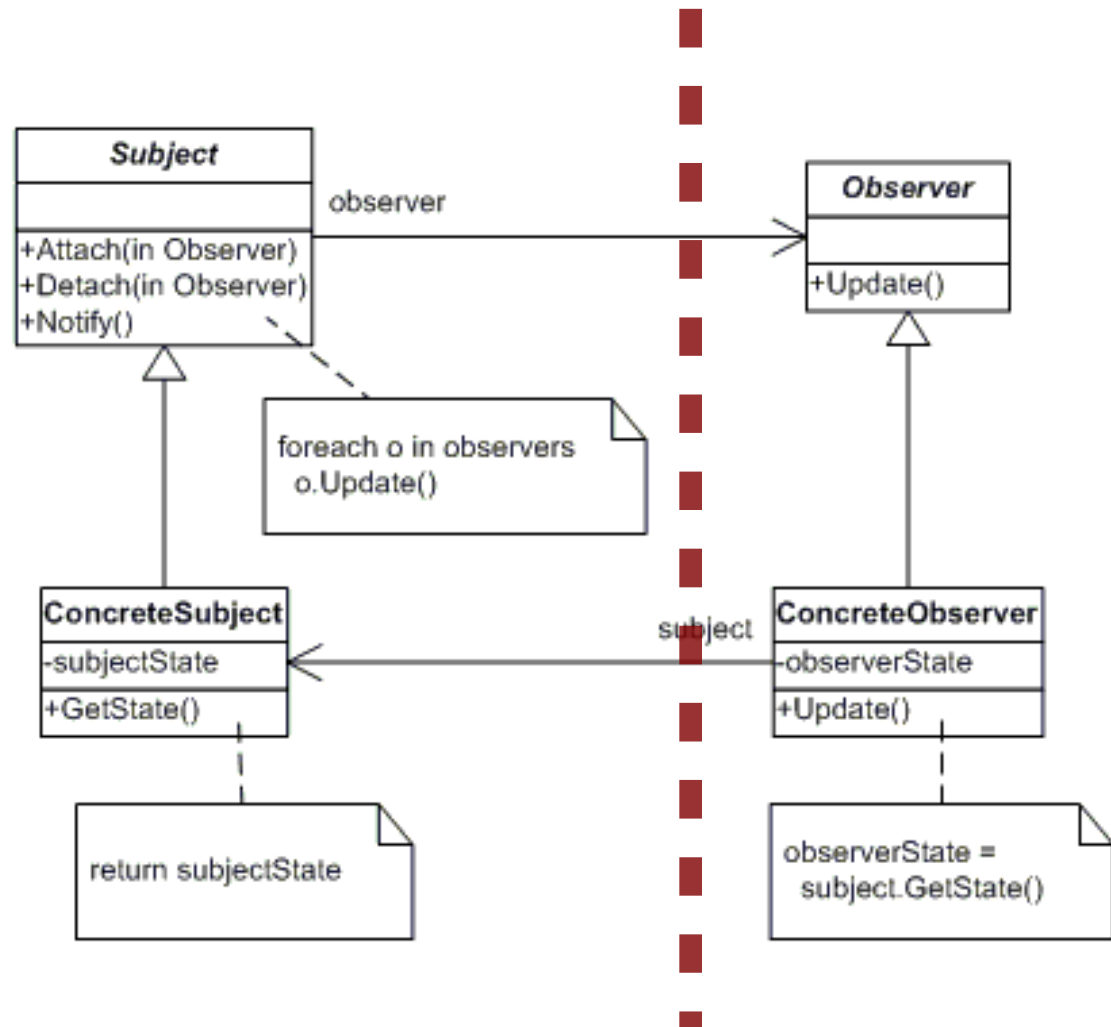 Subject
+Attach(in Observer)
+Detach(in Observer)
+Notify()
observer
Observer
+Update()
foreach o in observers
o.Update()
ConcreteSubject
-subjectState
+GetState()
subject
ConcreteObserver
-observerState
+Update()
return subjectState
observerState =
subject.GetState()